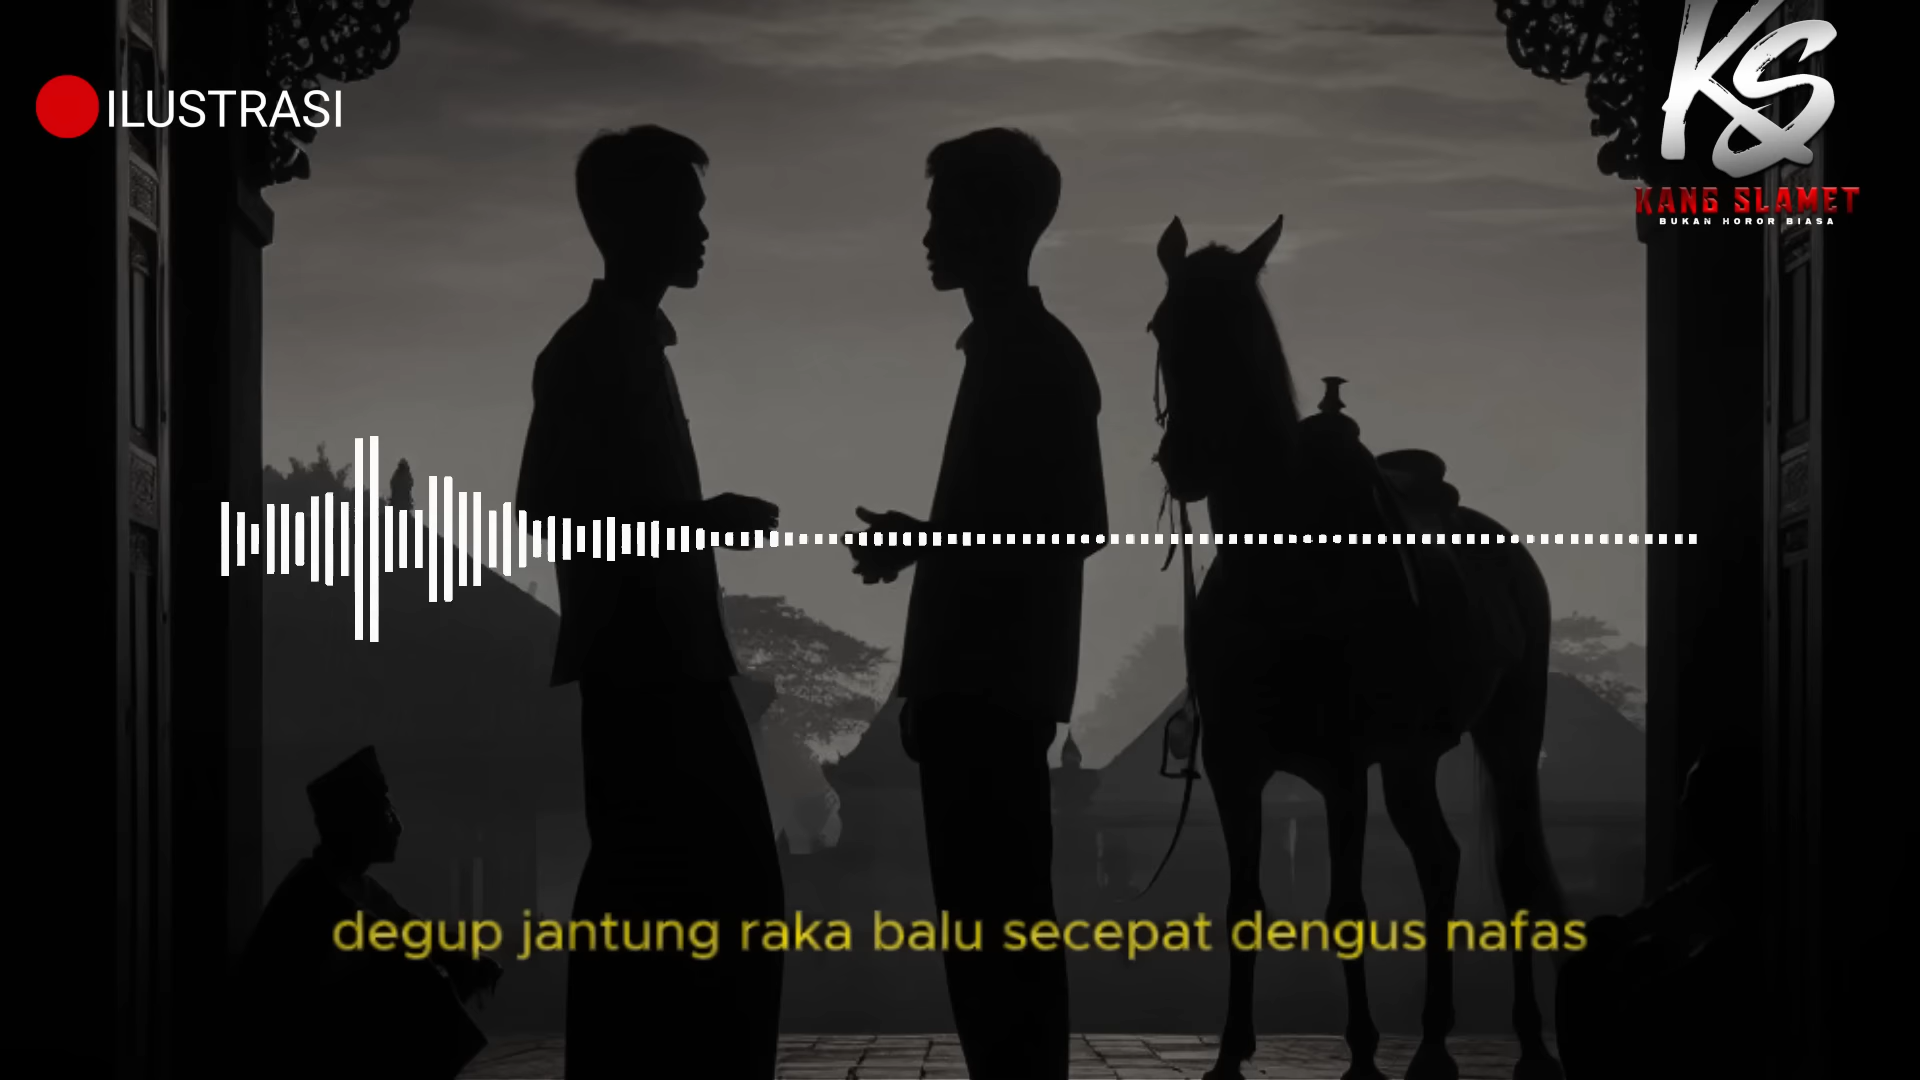 ILUSTRASI
KS
KANG SLAMET
BUKAN HOROR BIASA
degup jantung raka balu secepat dengus nafas